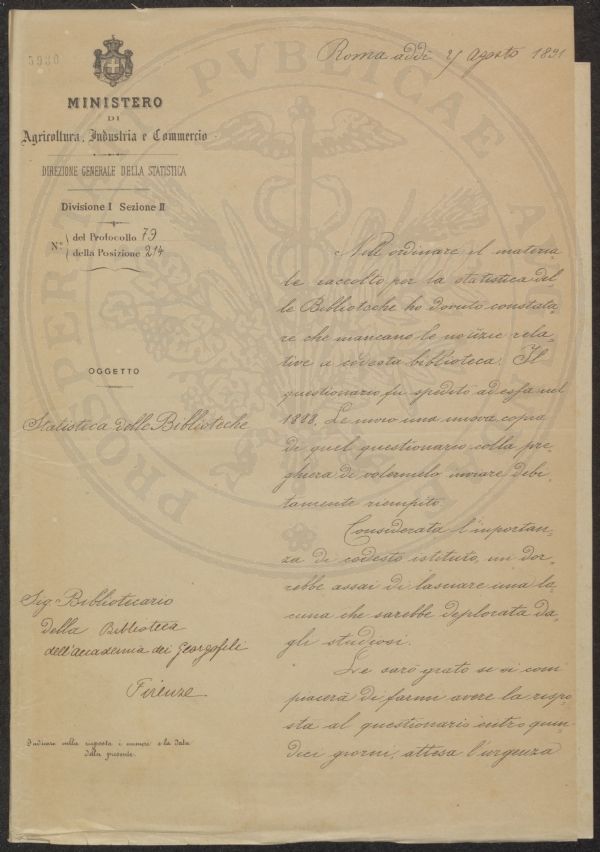 5980
Roma addì 21 Agosto 1891
MINISTERO
DI
Agricoltura, Industria e Commercio
DIREZIONE GENERALE DELLA STATISTICA
Divisione I Sezione II
N.° del Protocollo 79
della Posizione 214
OGGETTO
Statistica delle Biblioteche
Sig. Bibliotecario
della Biblioteca
dell'accademia dei Georgofili
Firenze
Indicare nella risposta i numeri e la data
della presente.
Nell'ordinare il materia
le raccolto per la statistica del
le Biblioteche ho dovuto constata
re che mancano le notizie rela
tive a codesta biblioteca. Il
questionario fu spedito ad essa nel
1888. Le invio una nuova copia
di quel questionario colla pre
ghiera di volermelo inviare debi
tamente riempito.
Considerata l'importan
za di codesto istituto, mi dor
rebbe assai di lasciare una la
cuna che sarebbe deplorata da
gli studiosi.
Le sarò grato se si com
piacerà di farmi avere la rispo
sta al questionario entro quin
dici giorni, attesa l'urgenza
PRO PUBLICAE